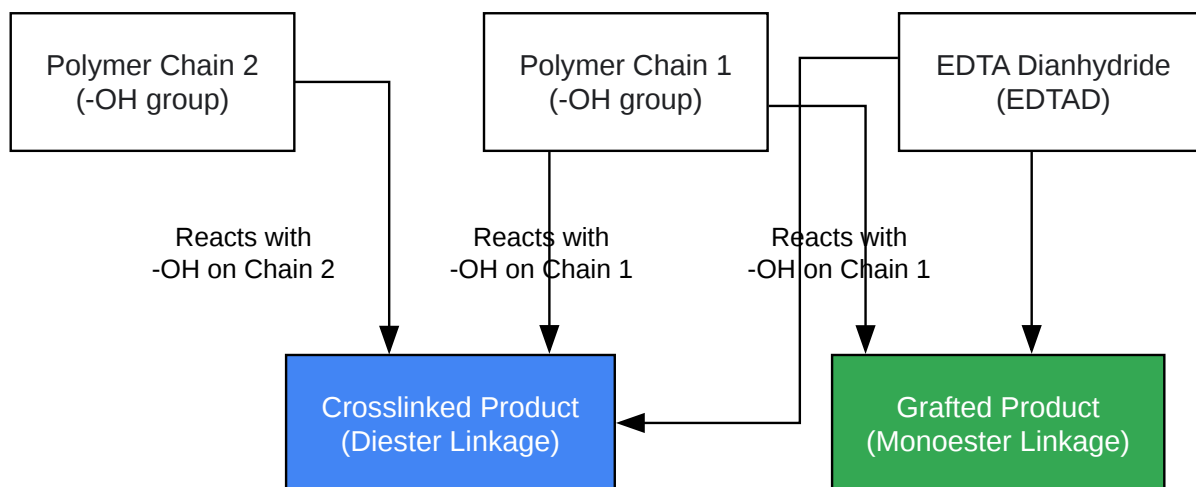 Polymer Chain 2
(-OH group)
Polymer Chain 1
(-OH group)
EDTA Dianhydride
(EDTAD)
Reacts with
-OH on Chain 2
Reacts with
-OH on Chain 1
Reacts with
-OH on Chain 1
Crosslinked Product
(Diester Linkage)
Grafted Product
(Monoester Linkage)